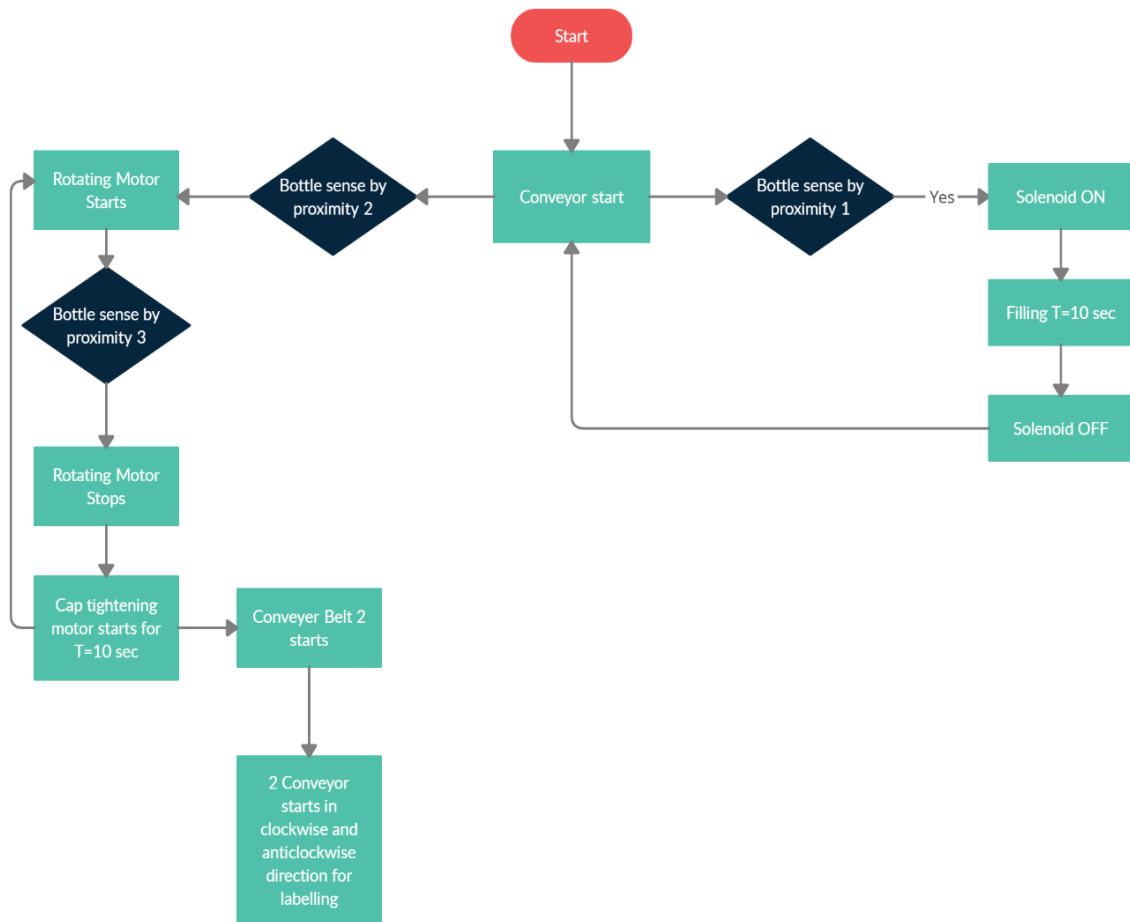 Start
Conveyor start
Bottle sense by
proximity 1
Yes
Solenoid ON
Filling T=10 sec
Solenoid OFF
Bottle sense by
proximity 2
Rotating Motor
Starts
Bottle sense by
proximity 3
Rotating Motor
Stops
Cap tightening
motor starts for
T=10 sec
Conveyer Belt 2
starts
2 Conveyor
starts in
clockwise and
anticlockwise
direction for
labelling